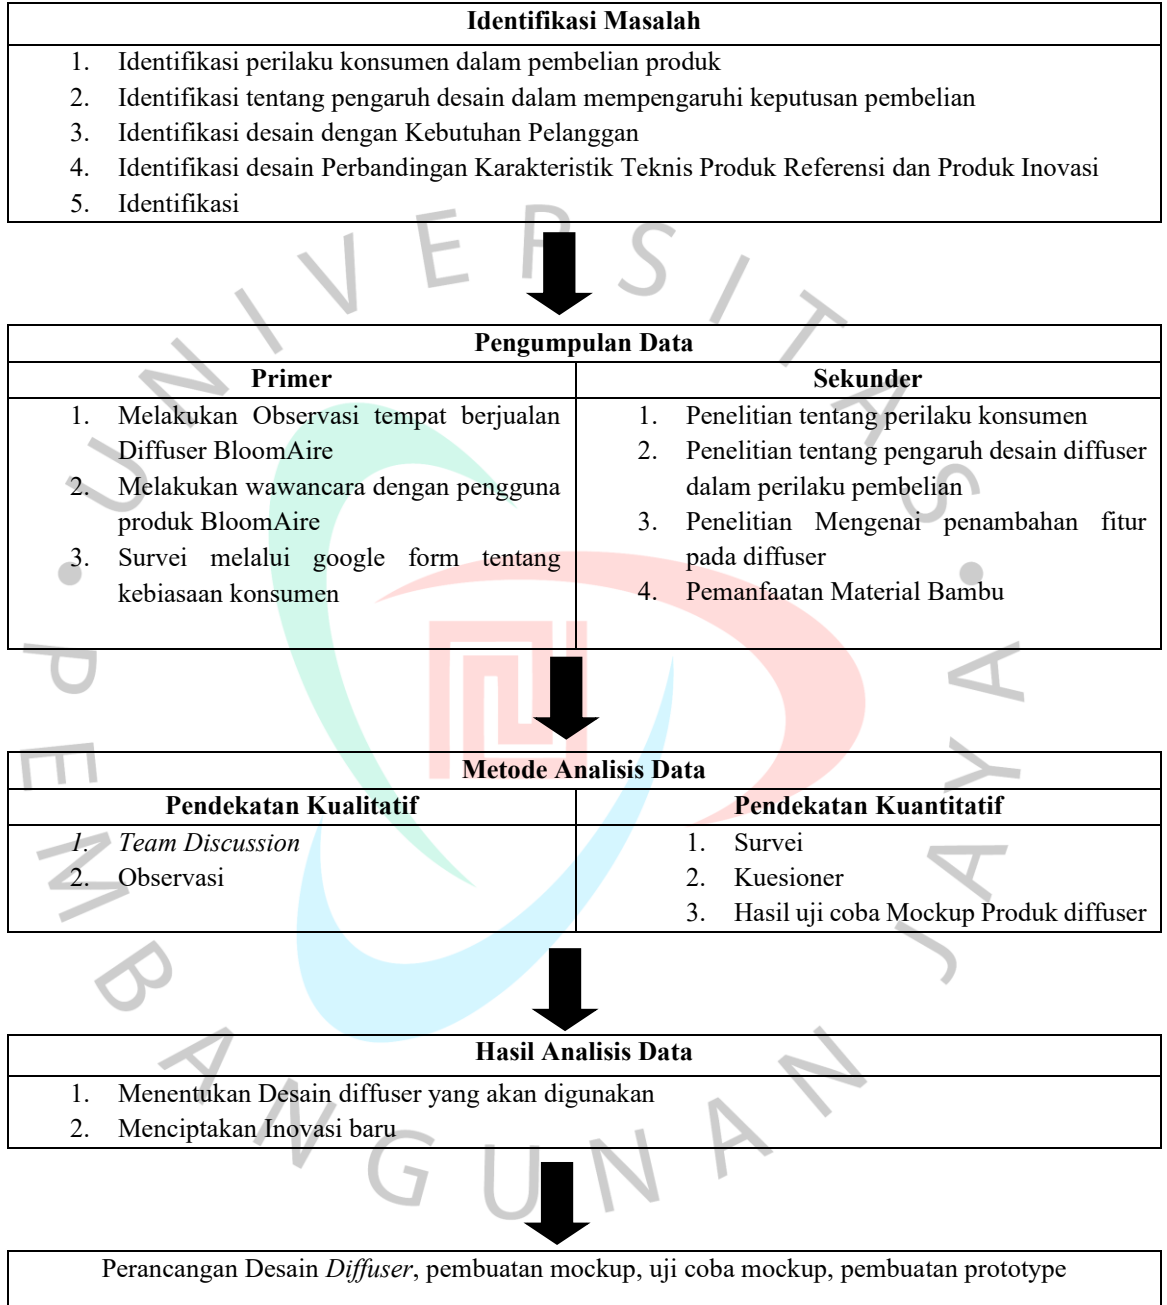 Identifikasi Masalah
1. Identifikasi perilaku konsumen dalam pembelian produk
2. Identifikasi tentang pengaruh desain dalam mempengaruhi keputusan pembelian
3. Identifikasi desain dengan Kebutuhan Pelanggan
4. Identifikasi desain Perbandingan Karakteristik Teknis Produk Referensi dan Produk Inovasi
5. Identifikasi
Pengumpulan Data
Primer
1. Melakukan Observasi tempat berjualan
Diffuser BloomAire
2. Melakukan wawancara dengan pengguna
produk BloomAire
3. Survei melalui google form tentang
kebiasaan konsumen
Sekunder
1. Penelitian tentang perilaku konsumen
2. Penelitian tentang pengaruh desain diffuser
dalam perilaku pembelian
3. Penelitian Mengenai penambahan fitur
pada diffuser
4. Pemanfaatan Material Bambu
Metode Analisis Data
Pendekatan Kualitatif
1. Team Discussion
2. Observasi
Pendekatan Kuantitatif
1. Survei
2. Kuesioner
3. Hasil uji coba Mockup Produk diffuser
Hasil Analisis Data
1. Menentukan Desain diffuser yang akan digunakan
2. Menciptakan Inovasi baru
Perancangan Desain Diffuser, pembuatan mockup, uji coba mockup, pembuatan prototype
UNIVERSITAS
• PEMBANGUNAN JAYA •